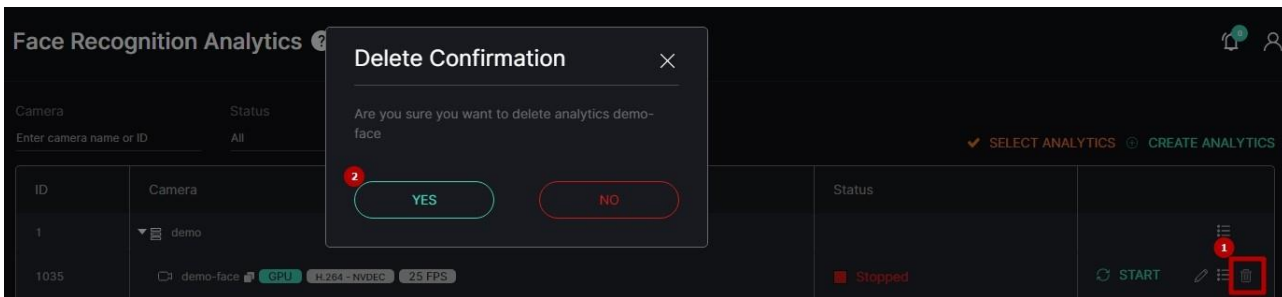 Face Recognition Analytics ?
0
Delete Confirmation
Are you sure you want to delete analytics demo-
face
2
YES
NO
Camera
Status
Enter camera name or ID
All
SELECT ANALYTICS
CREATE ANALYTICS
ID
Camera
Status
1
demo
1
1035
demo-face GPU H.264 - NVDEC 25 FPS
Stopped
START